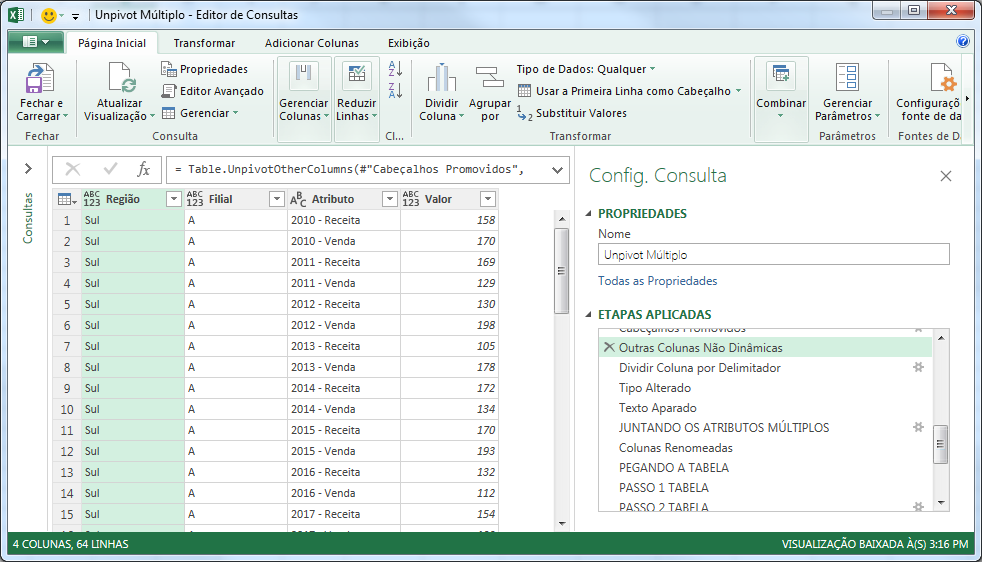 Unpivot Múltiplo - Editor de Consultas
Página Inicial Transformar Adicionar Colunas Exibição
Fechar e Carregar
Fechar
Atualizar Visualização
Propriedades
Editor Avançado
Gerenciar
Consulta
Gerenciar Colunas
Reduzir Linhas
Cl...
Dividir Coluna
Agrupar por
Tipo de Dados: Qualquer
Usar a Primeira Linha como Cabeçalho
Substituir Valores
Transformar
Combinar
Gerenciar Parâmetros
Parâmetros
Configuraçõ
fonte de da
Fontes de Da
Consultas
fx = Table.UnpivotOtherColumns(#"Cabeçalhos Promovidos",
ABC 123 Região ABC 123 Filial ABC Atributo ABC 123 Valor
1 Sul A 2010 - Receita 158
2 Sul A 2010 - Venda 170
3 Sul A 2011 - Receita 169
4 Sul A 2011 - Venda 129
5 Sul A 2012 - Receita 130
6 Sul A 2012 - Venda 198
7 Sul A 2013 - Receita 105
8 Sul A 2013 - Venda 178
9 Sul A 2014 - Receita 172
10 Sul A 2014 - Venda 134
11 Sul A 2015 - Receita 170
12 Sul A 2015 - Venda 193
13 Sul A 2016 - Receita 132
14 Sul A 2016 - Venda 112
15 Sul A 2017 - Receita 154
Config. Consulta
PROPRIEDADES
Nome
Unpivot Múltiplo
Todas as Propriedades
ETAPAS APLICADAS
Cabeçalhos Promovidos
Outras Colunas Não Dinâmicas
Dividir Coluna por Delimitador
Tipo Alterado
Texto Aparado
JUNTANDO OS ATRIBUTOS MÚLTIPLOS
Colunas Renomeadas
PEGANDO A TABELA
PASSO 1 TABELA
PASSO 2 TABELA
4 COLUNAS, 64 LINHAS
VISUALIZAÇÃO BAIXADA À(S) 3:16 PM